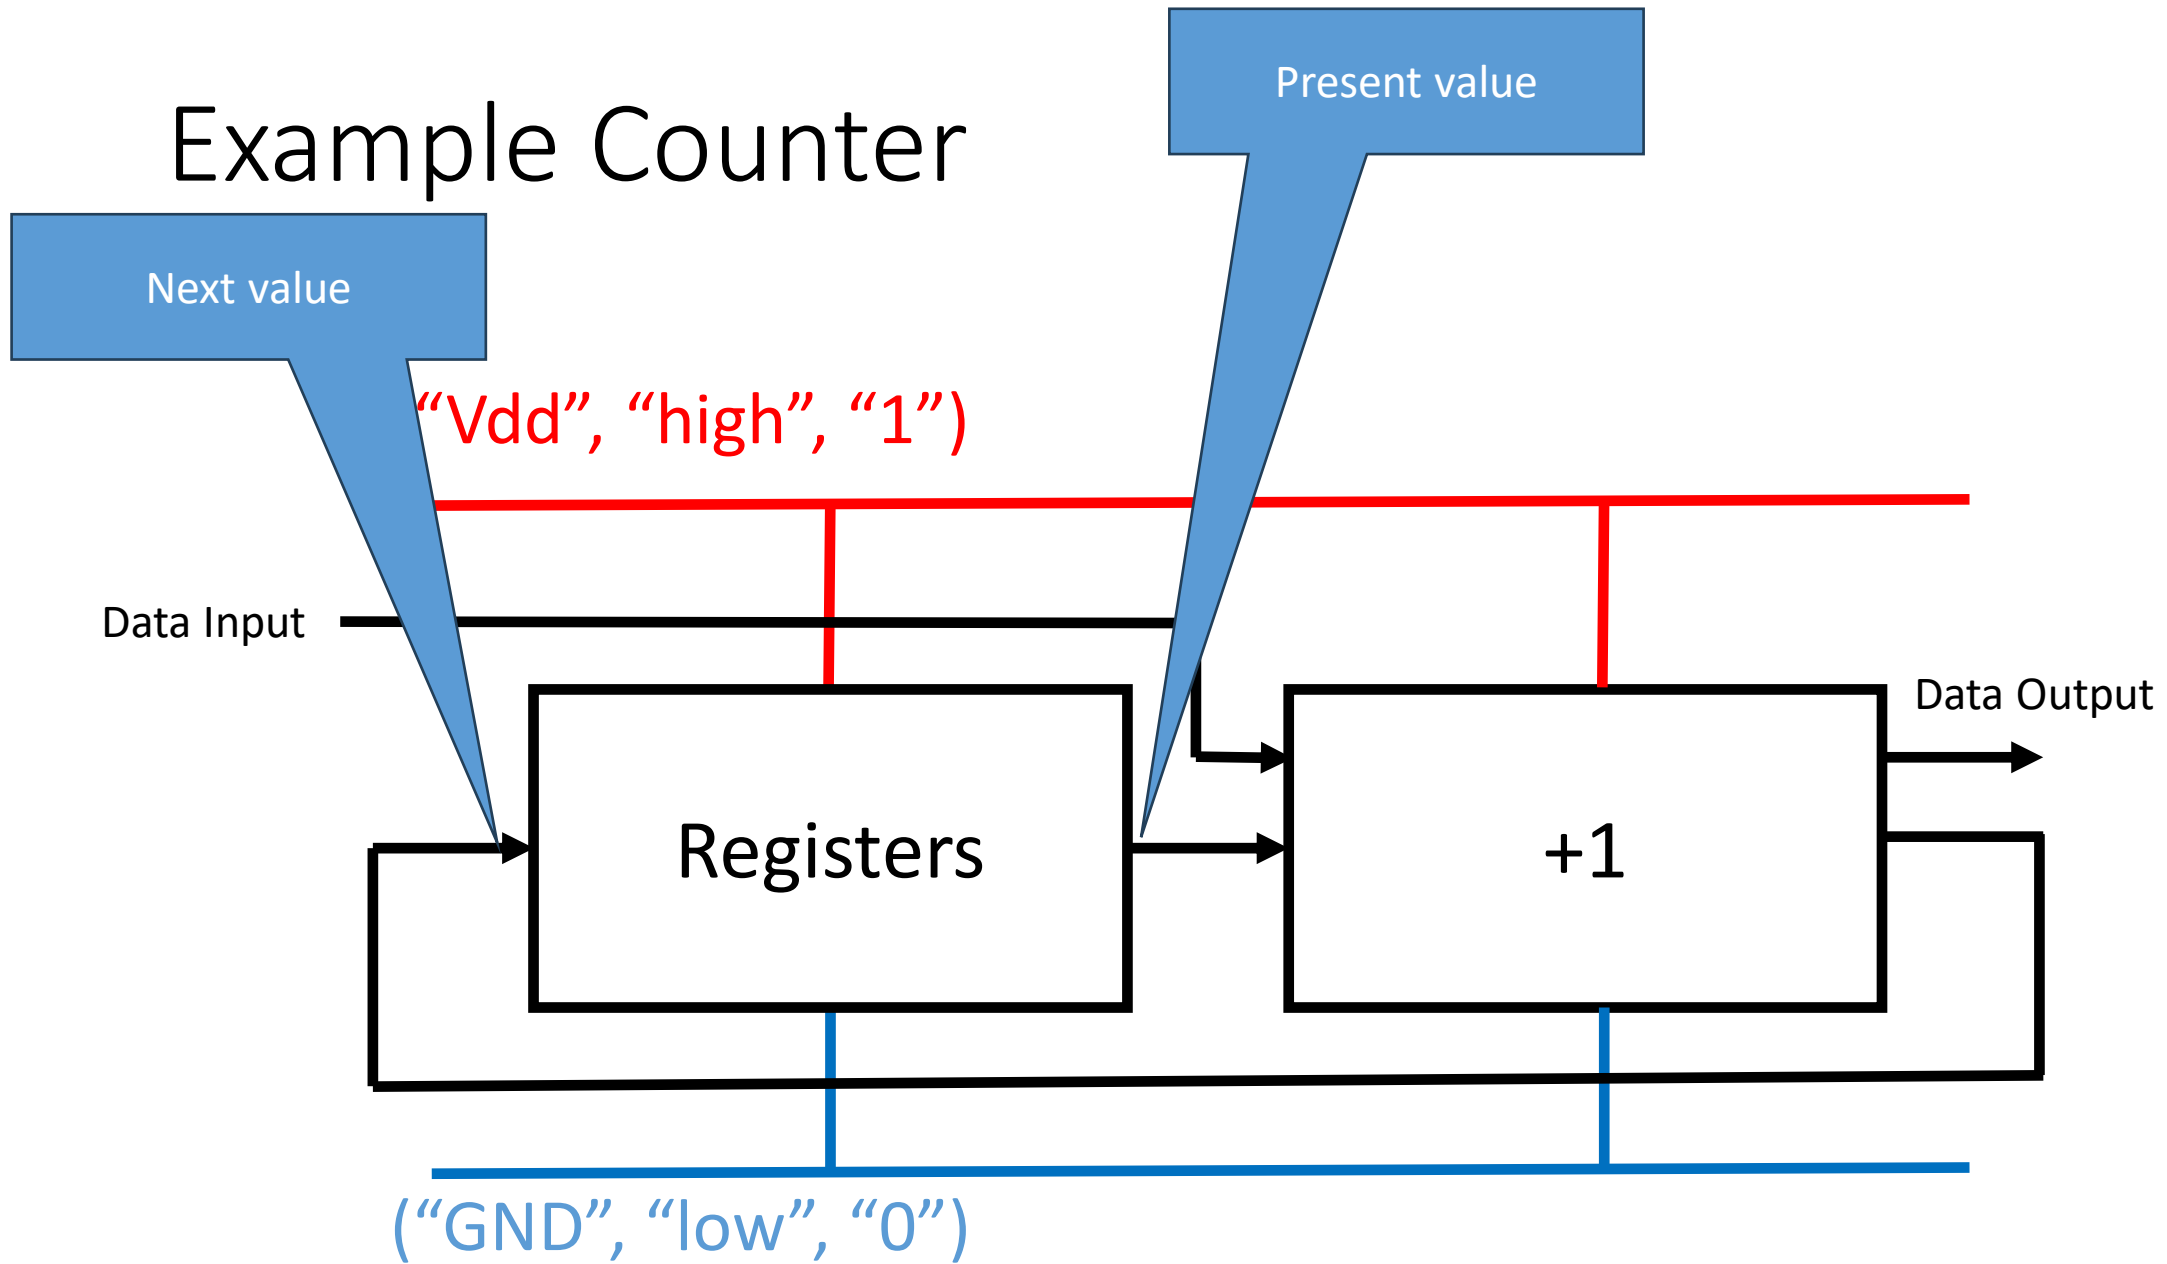 Present value
Example Counter
Next value
“Vdd”, “high”, “1”)
Data Input
Data Output
Registers
+1
(“GND”, “low”, “0”)